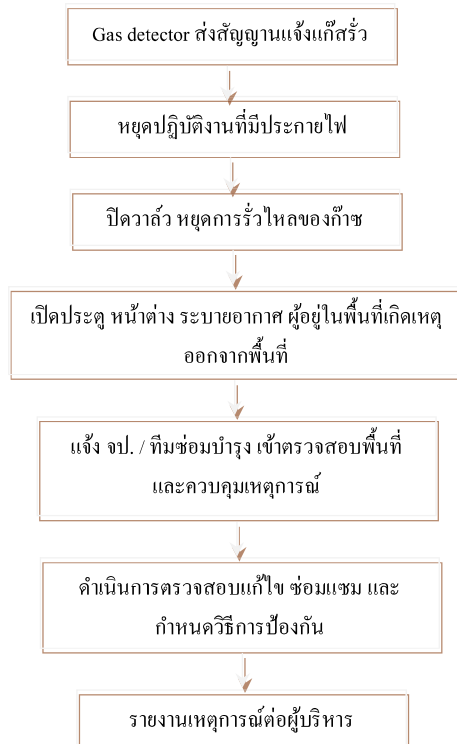 Gas detector ส่งสัญญานแจ้งแก๊สรั่ว
หยุดปฏิบัติงานที่มีประกายไฟ
ปิดวาล์ว หยุดการรั่วไหลของก๊าซ
เปิดประตู หน้าต่าง ระบายอากาศ ผู้อยู่ในพื้นที่เกิดเหตุ
ออกจากพื้นที่
แจ้ง จป. / ทีมซ่อมบำรุง เข้าตรวจสอบพื้นที่
และควบคุมเหตุการณ์
ดำเนินการตรวจสอบแก้ไข ซ่อมแซม และ
กำหนดวิธีการป้องกัน
รายงานเหตุการณ์ต่อผู้บริหาร